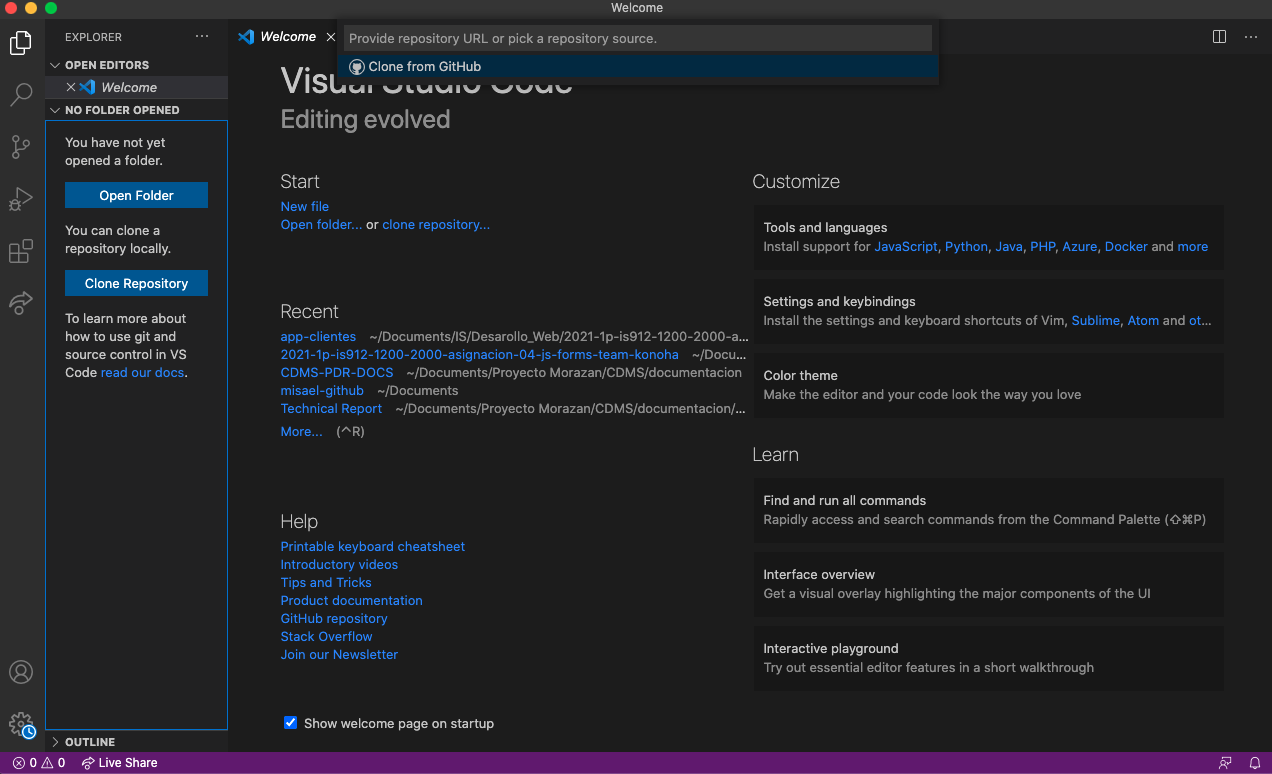 Welcome
EXPLORER
Welcome
Provide repository URL or pick a repository source.
Clone from GitHub
OPEN EDITORS
Welcome
NO FOLDER OPENED
You have not yet
opened a folder.
Open Folder
You can clone a
repository locally.
Clone Repository
To learn more about
how to use git and
source control in VS
Code read our docs.
OUTLINE
Visual Studio Code
Editing evolved
Start
New file
Open folder... or clone repository...
Recent
app-clientes ~/Documents/IS/Desarollo_Web/2021-1p-is912-1200-2000-a...
2021-1p-is912-1200-2000-asignacion-04-js-forms-team-konoha ~/Docu...
CDMS-PDR-DOCS ~/Documents/Proyecto Morazan/CDMS/documentacion
misael-github ~/Documents
Technical Report ~/Documents/Proyecto Morazan/CDMS/documentacion/...
More... (^R)
Help
Printable keyboard cheatsheet
Introductory videos
Tips and Tricks
Product documentation
GitHub repository
Stack Overflow
Join our Newsletter
Show welcome page on startup
Customize
Tools and languages
Install support for JavaScript, Python, Java, PHP, Azure, Docker and more
Settings and keybindings
Install the settings and keyboard shortcuts of Vim, Sublime, Atom and ot...
Color theme
Make the editor and your code look the way you love
Learn
Find and run all commands
Rapidly access and search commands from the Command Palette (⇧⌘P)
Interface overview
Get a visual overlay highlighting the major components of the UI
Interactive playground
Try out essential editor features in a short walkthrough
0 0 Live Share